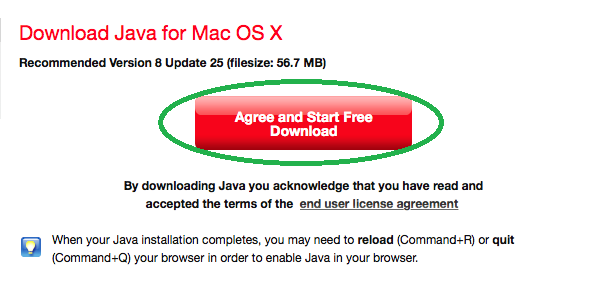 Download Java for Mac OS X
Recommended Version 8 Update 25 (filesize: 56.7 MB)
Agree and Start Free
Download
By downloading Java you acknowledge that you have read and
accepted the terms of the end user license agreement
When your Java installation completes, you may need to reload (Command+R) or quit
(Command+Q) your browser in order to enable Java in your browser.